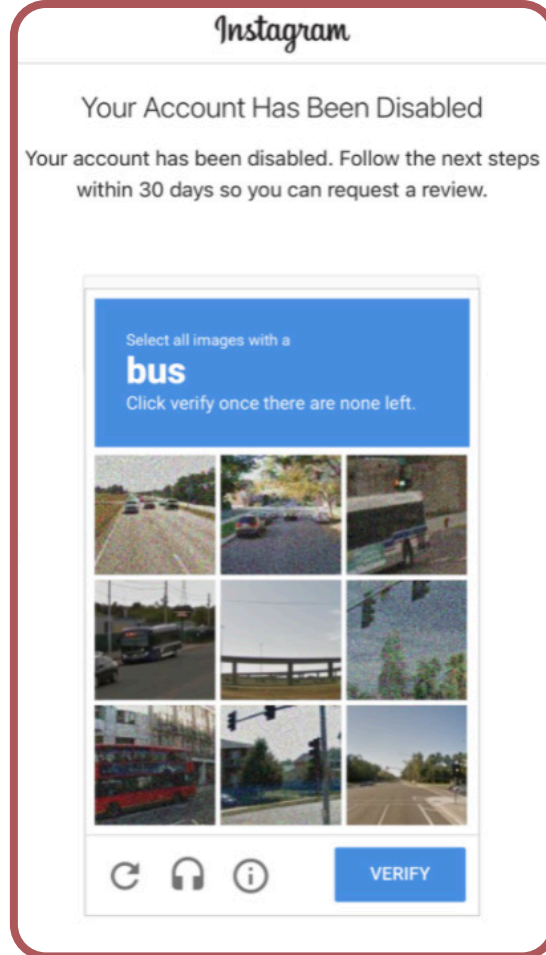 Instagram
Your Account Has Been Disabled
Your account has been disabled. Follow the next steps
within 30 days so you can request a review.
Select all images with a
bus
Click verify once there are none left.
VERIFY